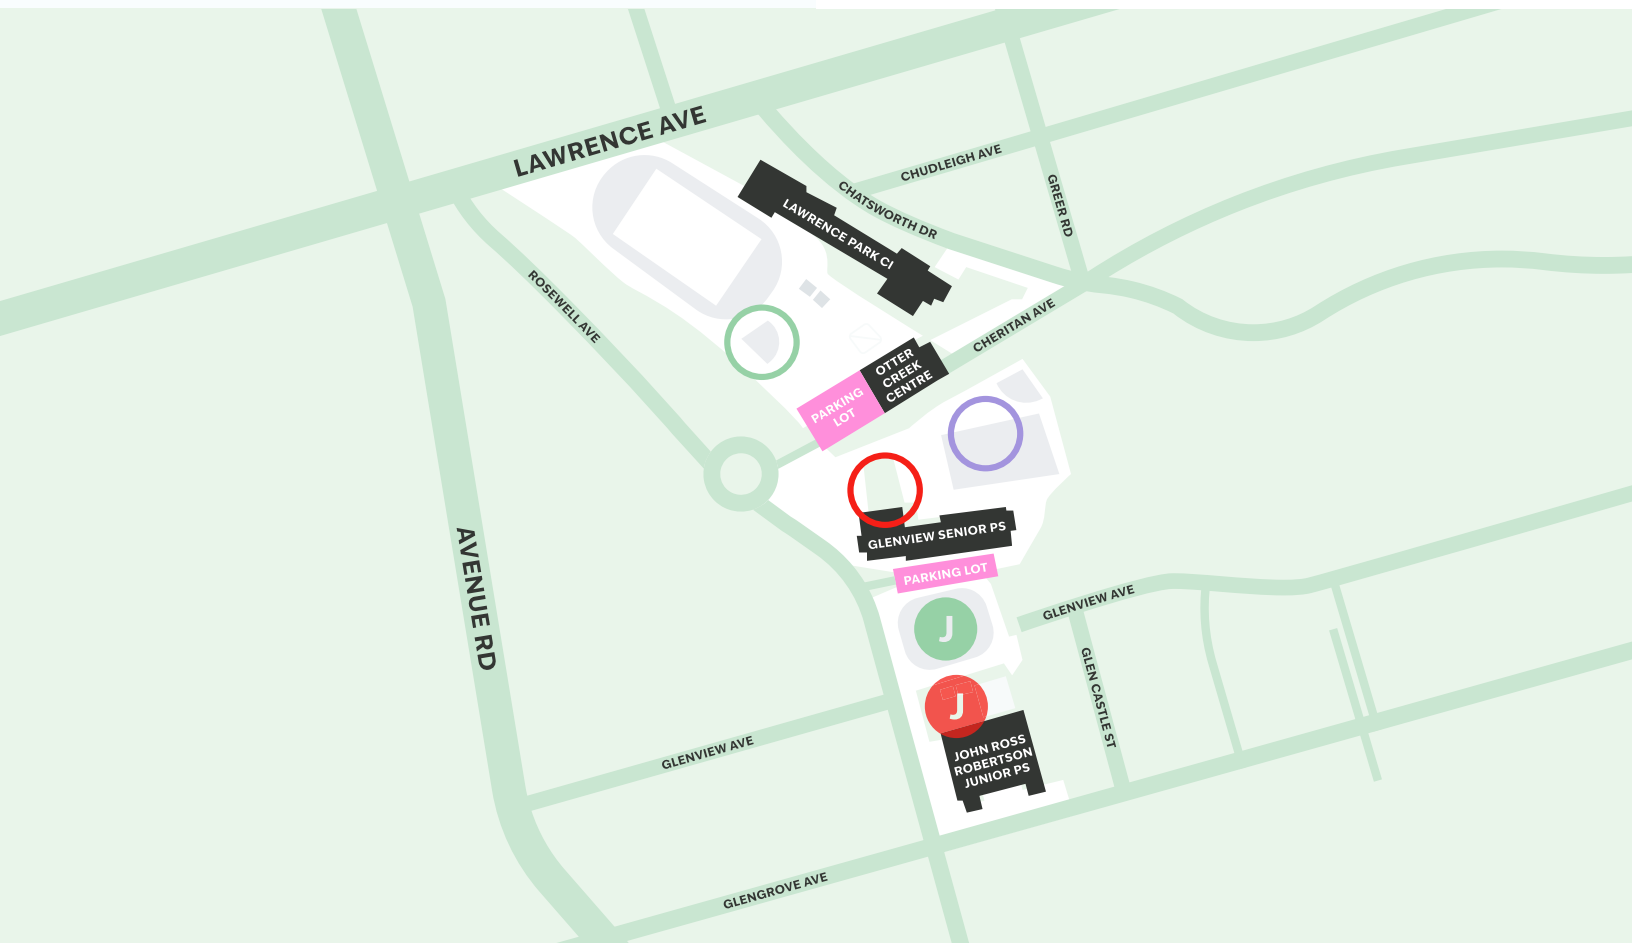 LAWRENCE AVE
CHUDLEIGH AVE
CHATSWORTH DR
GREER RD
LAWRENCE PARK CI
ROSEWELL AVE
CHERITAN AVE
OTTER
CREEK
CENTRE
PARKING
LOT
GLENVIEW SENIOR PS
PARKING LOT
AVENUE RD
GLENVIEW AVE
J
GLEN CASTLE ST
J
JOHN ROSS
ROBERTSON
JUNIOR PS
GLENVIEW AVE
GLENGROVE AVE